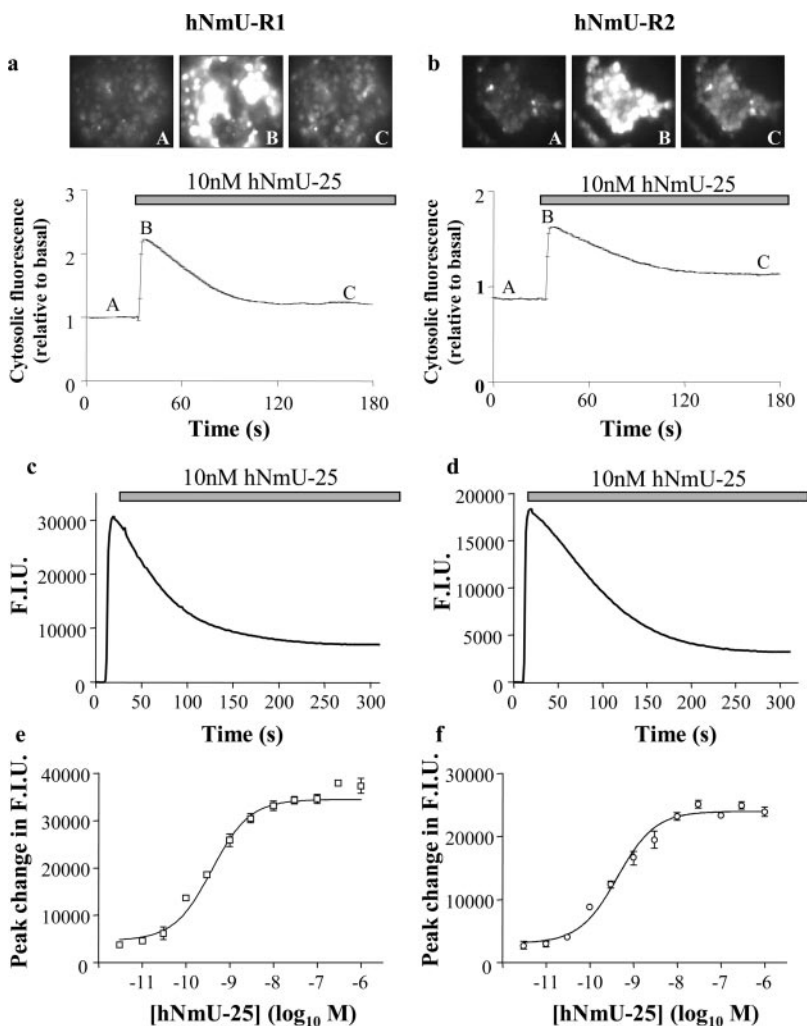 hNmU-R1
hNmU-R2
a
A
B
C
b
A
B
C
10nM hNmU-25
Cytosolic fluorescence
(relative to basal)
3
2
1
0
A
B
C
0
60
120
180
Time (s)
10nM hNmU-25
Cytosolic fluorescence
(relative to basal)
2
1
0
A
B
C
0
60
120
180
Time (s)
c
10nM hNmU-25
F.I.U.
30000
20000
10000
0
0 50 100 150 200 250 300
Time (s)
d
10nM hNmU-25
F.I.U.
20000
15000
10000
5000
0
0 50 100 150 200 250 300
Time (s)
e
Peak change in F.I.U.
40000
30000
20000
10000
0
-11 -10 -9 -8 -7 -6
[hNmU-25] (log10 M)
f
Peak change in F.I.U.
30000
20000
10000
0
-11 -10 -9 -8 -7 -6
[hNmU-25] (log10 M)